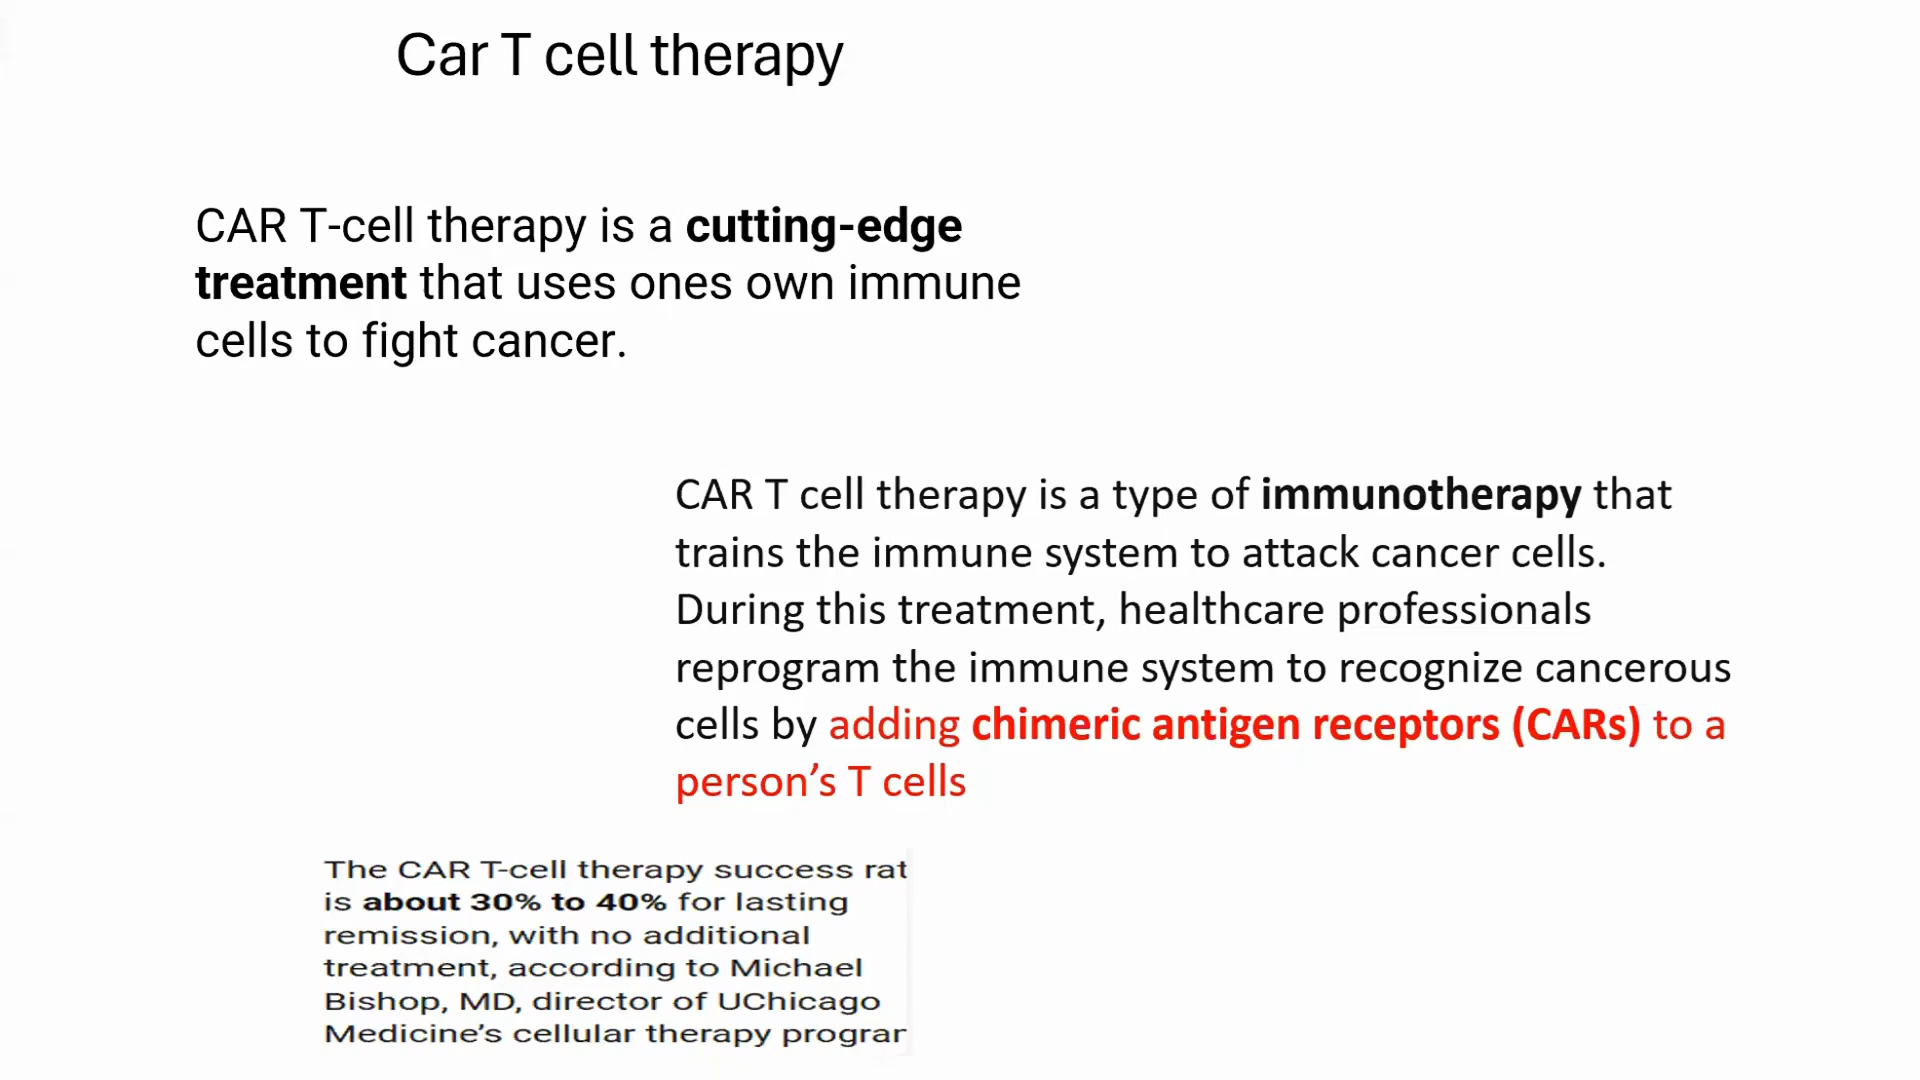 Car T cell therapy
CAR T-cell therapy is a cutting-edge
treatment that uses ones own immune
cells to fight cancer.
CAR T cell therapy is a type of immunotherapy that
trains the immune system to attack cancer cells.
During this treatment, healthcare professionals
reprogram the immune system to recognize cancerous
cells by adding chimeric antigen receptors (CARs) to a
person’s T cells
The CAR T-cell therapy success rat
is about 30% to 40% for lasting
remission, with no additional
treatment, according to Michael
Bishop, MD, director of UChicago
Medicine’s cellular therapy prograr